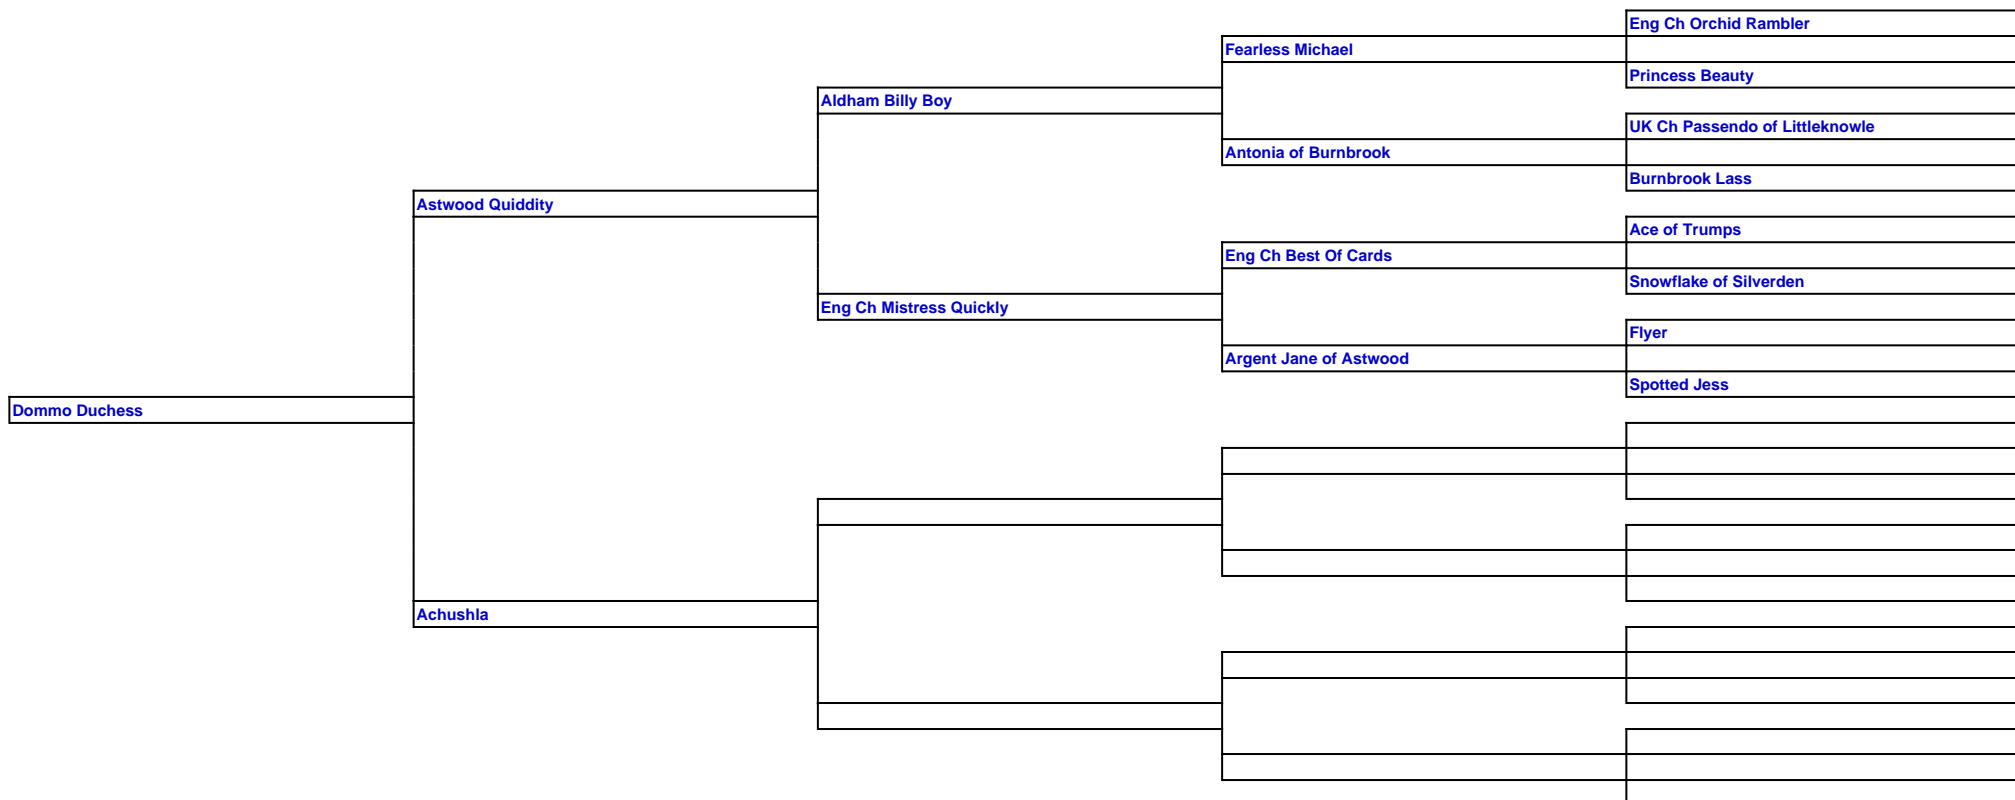 Eng Ch Orchid Rambler
Fearless Michael
Princess Beauty
Aldham Billy Boy
UK Ch Passendo of Littleknowle
Antonia of Burnbrook
Burnbrook Lass
Astwood Quiddity
Ace of Trumps
Eng Ch Best Of Cards
Snowflake of Silverden
Eng Ch Mistress Quickly
Flyer
Argent Jane of Astwood
Spotted Jess
Dommo Duchess
Achushla